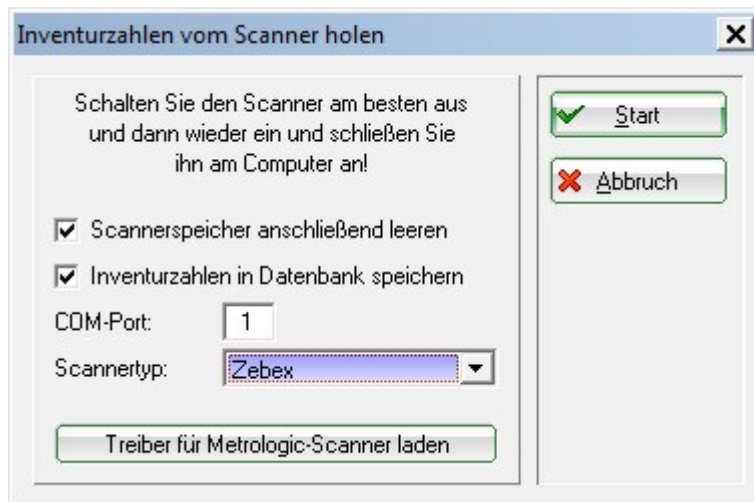 Inventurzahlen vom Scanner holen
Schalten Sie den Scanner am besten aus
und dann wieder ein und schließen Sie
ihn am Computer an!
Scannerspeicher anschließend leeren
Inventurzahlen in Datenbank speichern
COM-Port: 1
Scannertyp: Zebex
Treiber für Metrologic-Scanner laden
Start
Abbruch